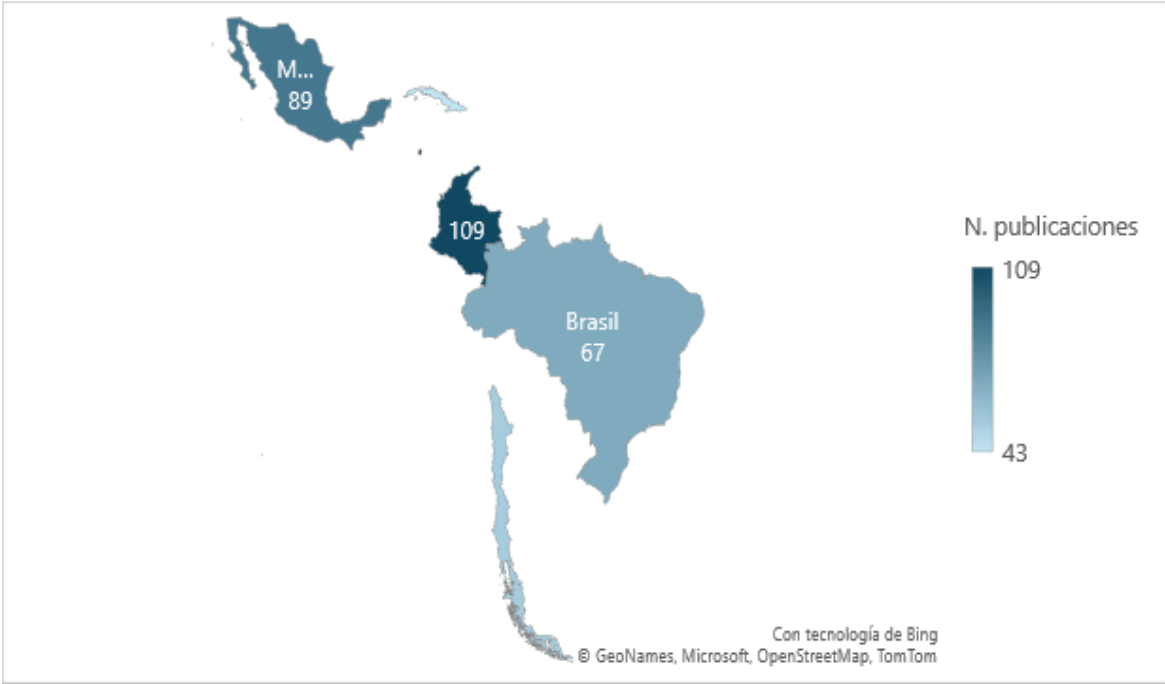 M...
89
109
Brasil
67
N. publicaciones
109
43
Con tecnología de Bing
© GeoNames, Microsoft, OpenStreetMap, TomTom